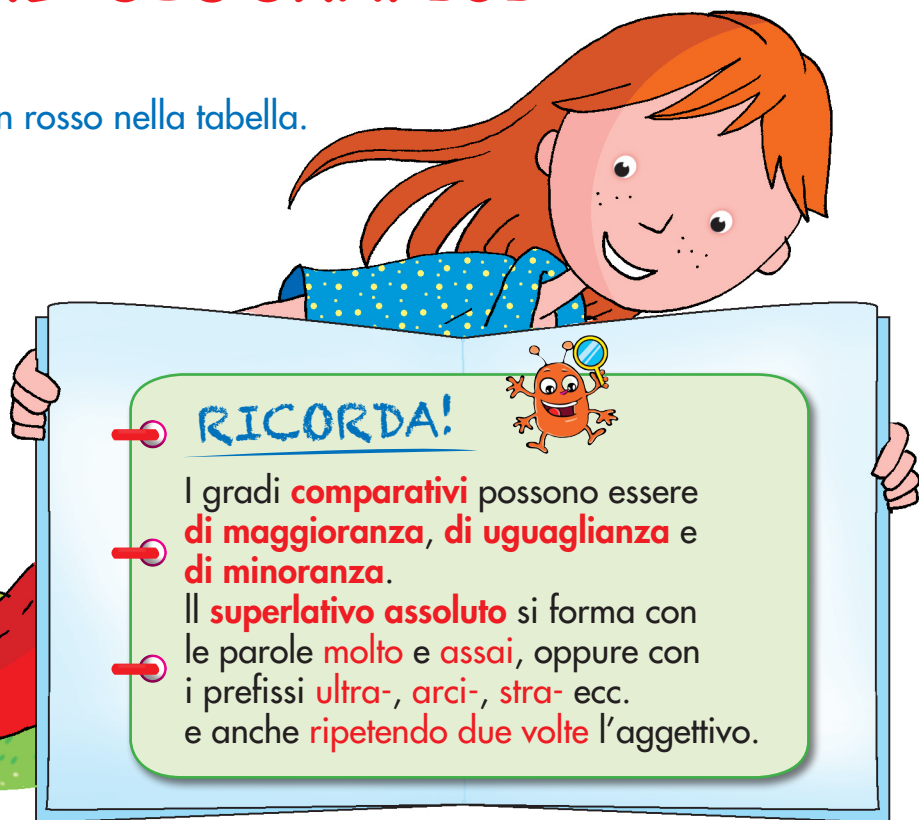 n rosso nella tabella.
RICORDA!
I gradi comparativi possono essere
di maggioranza, di uguaglianza e
di minoranza.
Il superlativo assoluto si forma con
le parole molto e assai, oppure con
i prefissi ultra-, arci-, stra- ecc.
e anche ripetendo due volte l’aggettivo.